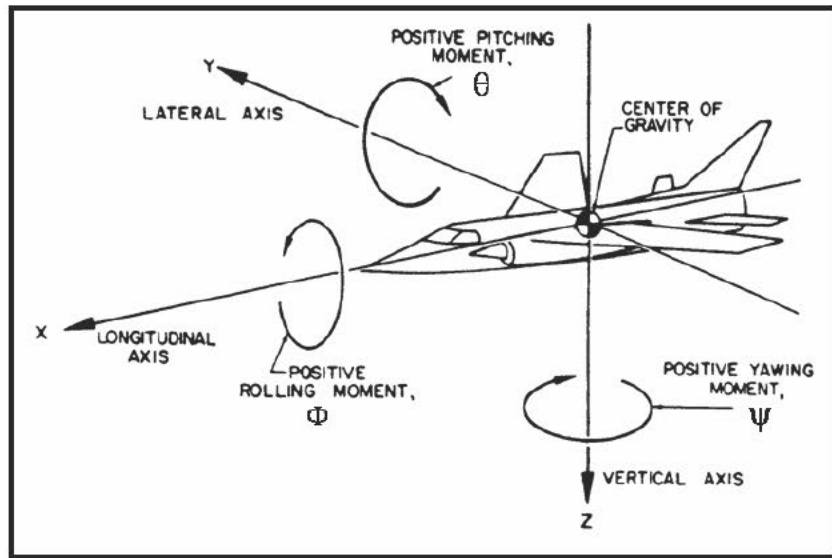 POSITIVE PITCHING
MOMENT,
θ
Y
LATERAL AXIS
CENTER OF
GRAVITY
X
LONGITUDINAL
AXIS
POSITIVE
ROLLING MOMENT,
Φ
POSITIVE YAWING
MOMENT,
Ψ
VERTICAL AXIS
Z